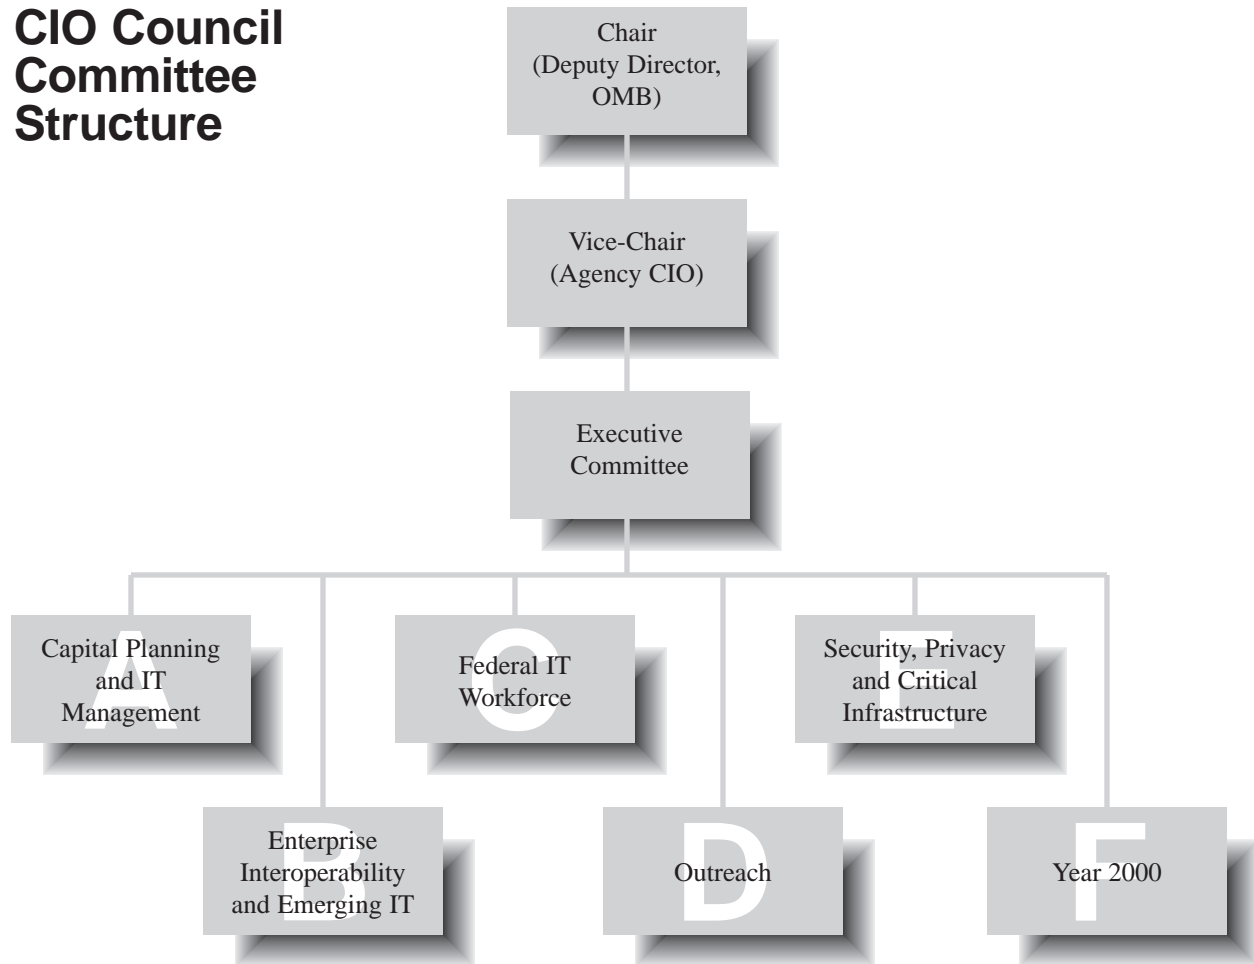 CIO Council
Committee
Structure
Chair
(Deputy Director,
OMB)
Vice-Chair
(Agency CIO)
Executive
Committee
A
Capital Planning
and IT
Management
B
Enterprise
Interoperability
and Emerging IT
C
Federal IT
Workforce
D
Outreach
E
Security, Privacy
and Critical
Infrastructure
F
Year 2000